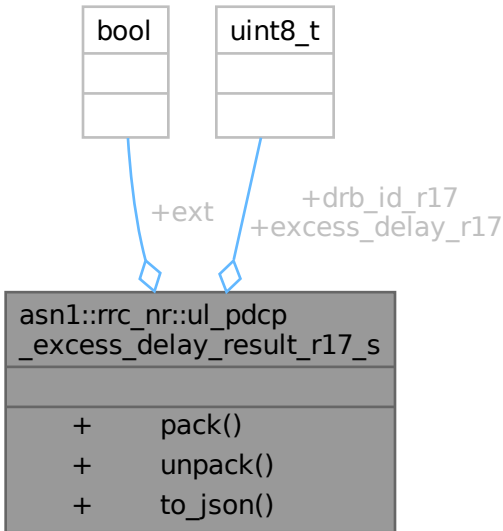 bool
uint8_t
+ext
+drb_id_r17
+excess_delay_r17
asn1::rrc_nr::ul_pdcp
_excess_delay_result_r17_s
+ pack()
+ unpack()
+ to_json()